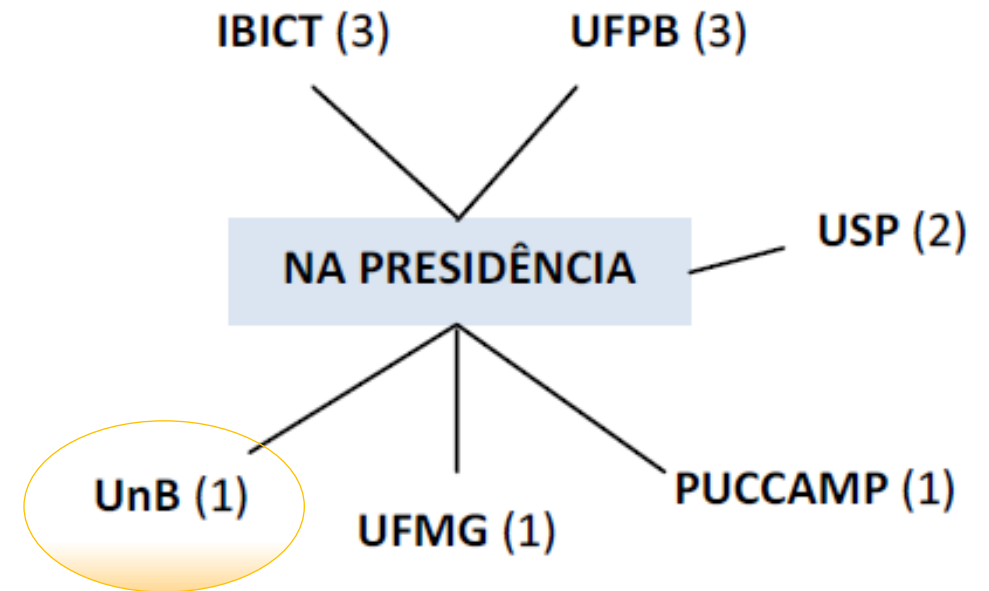 IBICT (3)
UFPB (3)
USP (2)
NA PRESIDÊNCIA
UnB (1)
UFMG (1)
PUCCAMP (1)